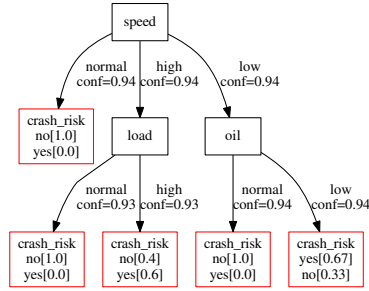 speed
normal
conf=0.94
high
conf=0.94
low
conf=0.94
crash_risk
no[1.0]
yes[0.0]
load
oil
normal
conf=0.93
high
conf=0.93
normal
conf=0.94
low
conf=0.94
crash_risk
no[1.0]
yes[0.0]
crash_risk
no[0.4]
yes[0.6]
crash_risk
no[1.0]
yes[0.0]
crash_risk
yes[0.67]
no[0.33]